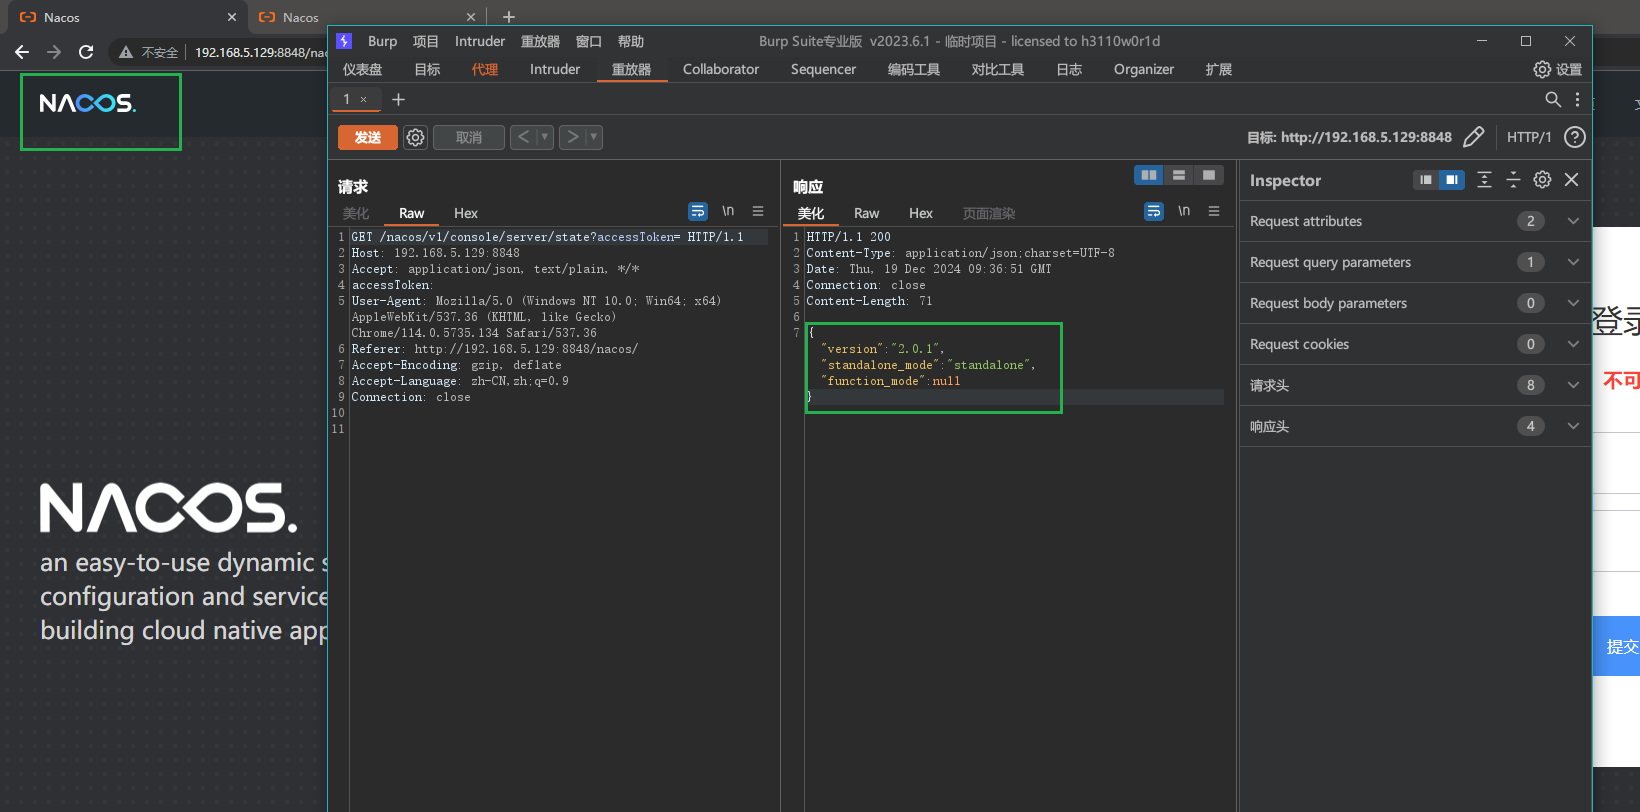 Nacos
Nacos
不安全
192.168.5.129:8848/nac
NACOS.
NACOS.
an easy-to-use dynamic s
configuration and service
building cloud native app
Burp 项目 Intruder 重放器 窗口 帮助
Burp Suite专业版 v2023.6.1 - 临时项目 - licensed to h3110w0r1d
仪表盘 目标 代理 Intruder 重放器 Collaborator Sequencer 编码工具 对比工具 日志 Organizer 扩展 设置
1 × +
发送 取消 < >
目标: http://192.168.5.129:8848 HTTP/1
请求
美化 Raw Hex \n
1 GET /nacos/v1/console/server/state?accessToken= HTTP/1.1
2 Host: 192.168.5.129:8848
3 Accept: application/json, text/plain, */*
4 accessToken:
5 User-Agent: Mozilla/5.0 (Windows NT 10.0; Win64; x64)
AppleWebKit/537.36 (KHTML, like Gecko)
Chrome/114.0.5735.134 Safari/537.36
6 Referer: http://192.168.5.129:8848/nacos/
7 Accept-Encoding: gzip, deflate
8 Accept-Language: zh-CN,zh;q=0.9
9 Connection: close
10
11
响应
美化 Raw Hex 页面渲染 \n
1 HTTP/1.1 200
2 Content-Type: application/json;charset=UTF-8
3 Date: Thu, 19 Dec 2024 09:36:51 GMT
4 Connection: close
5 Content-Length: 71
6
7 {
"version":"2.0.1",
"standalone_mode":"standalone",
"function_mode":null
}
Inspector
Request attributes 2
Request query parameters 1
Request body parameters 0
Request cookies 0
请求头 8
响应头 4
登录
不可
提交